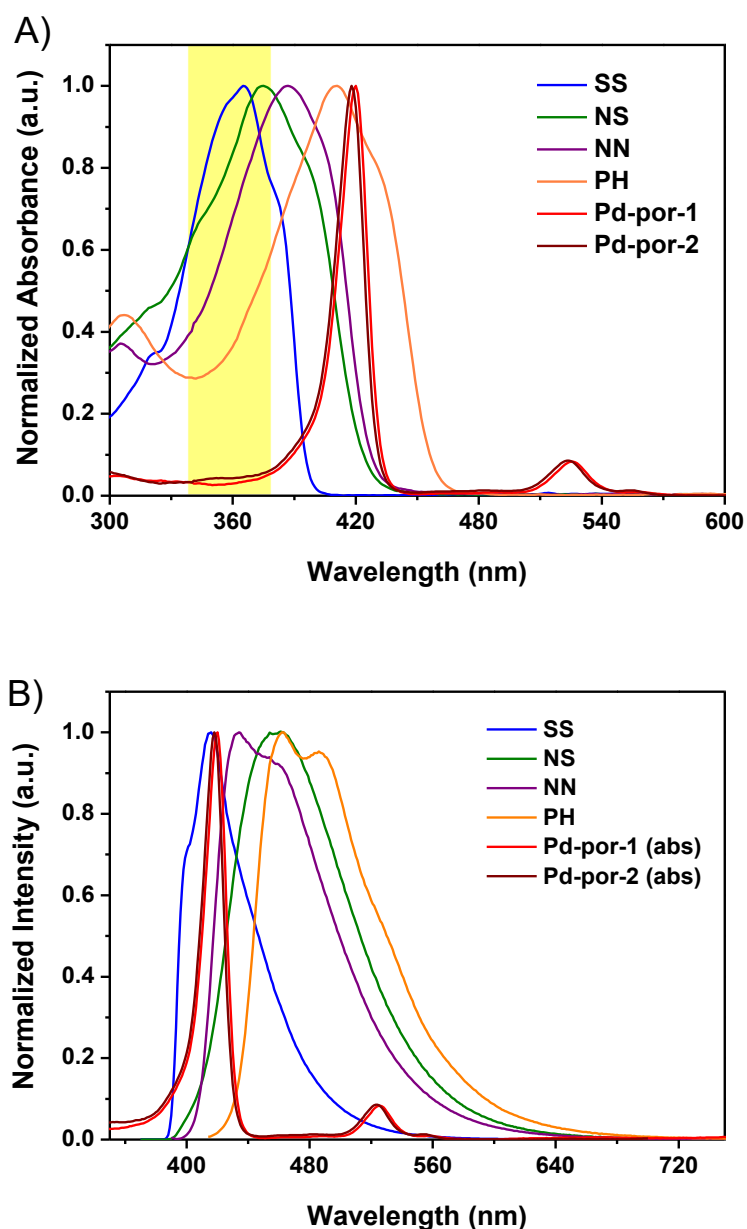 A)
Normalized Absorbance (a.u.)
1.0
0.8
0.6
0.4
0.2
0.0
SS
NS
NN
PH
Pd-por-1
Pd-por-2
300 360 420 480 540 600
Wavelength (nm)
B)
Normalized Intensity (a.u.)
1.0
0.8
0.6
0.4
0.2
0.0
SS
NS
NN
PH
Pd-por-1 (abs)
Pd-por-2 (abs)
400 480 560 640 720
Wavelength (nm)